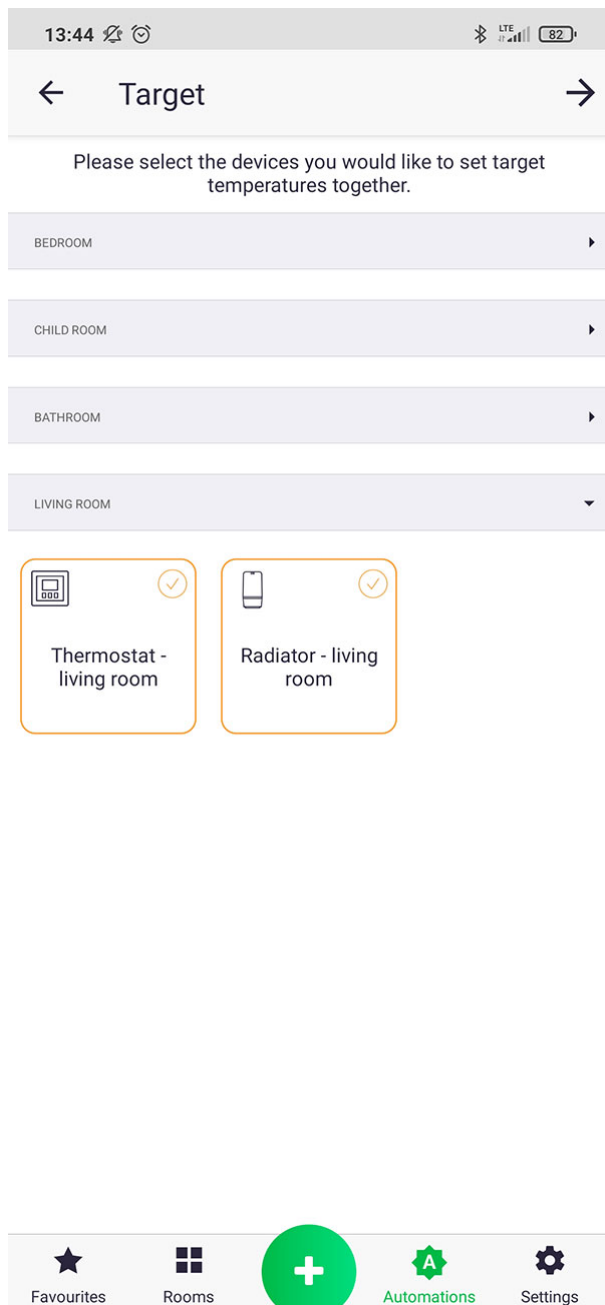 13:44
LTE
82
Target
Please select the devices you would like to set target
temperatures together.
BEDROOM
CHILD ROOM
BATHROOM
LIVING ROOM
Thermostat -
living room
Radiator - living
room
A
Favourites
Rooms
Automations
Settings